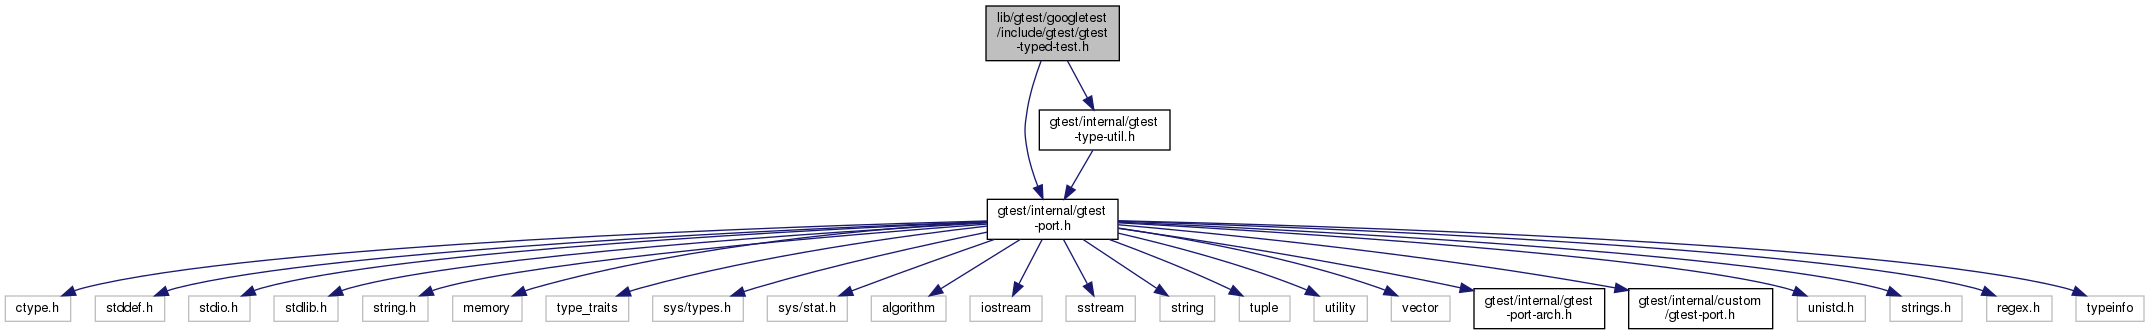 lib/gtest/googletest
/include/gtest/gtest
-typed-test.h
gtest/internal/gtest
-type-util.h
gtest/internal/gtest
-port.h
ctype.h
stddef.h
stdio.h
stdlib.h
string.h
memory
type_traits
sys/types.h
sys/stat.h
algorithm
iostream
sstream
string
tuple
utility
vector
gtest/internal/gtest
-port-arch.h
gtest/internal/custom
/gtest-port.h
unistd.h
strings.h
regex.h
typeinfo